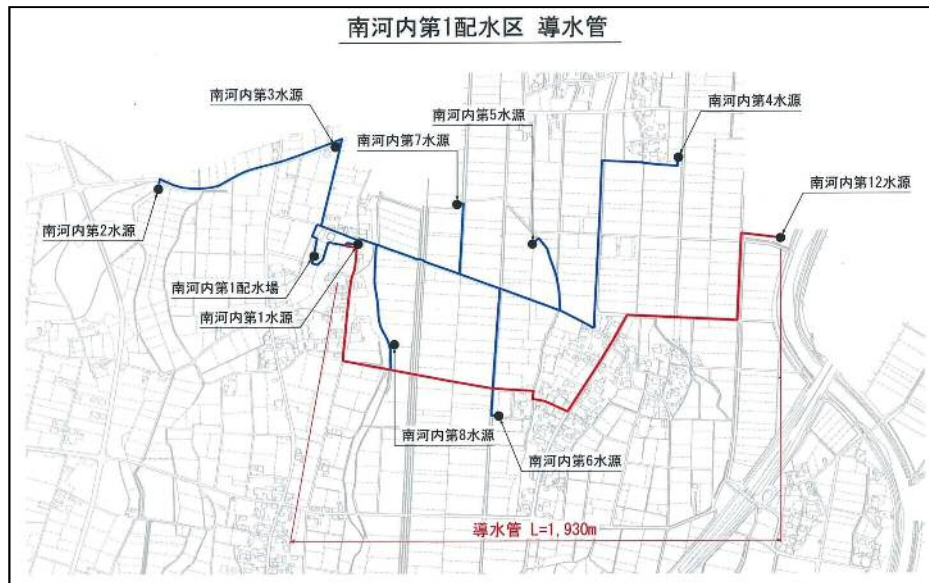 南河内第1配水区 導水管
南河内第3水源
南河内第5水源
南河内第4水源
南河内第7水源
南河内第12水源
南河内第2水源
南河内第1配水場
南河内第1水源
南河内第8水源
南河内第6水源
導水管 L=1,930m